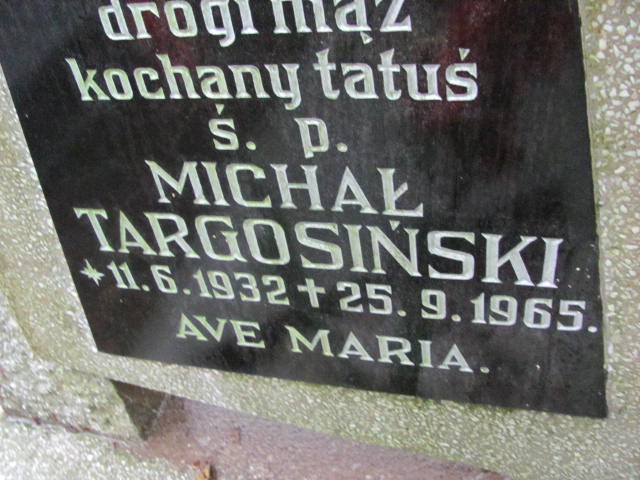 drogi mąż
kochany tatuś
ś. p.
MICHAŁ
TARGOSIŃSKI
* 11. 6. 1932 + 25. 9. 1965.
AVE MARIA.